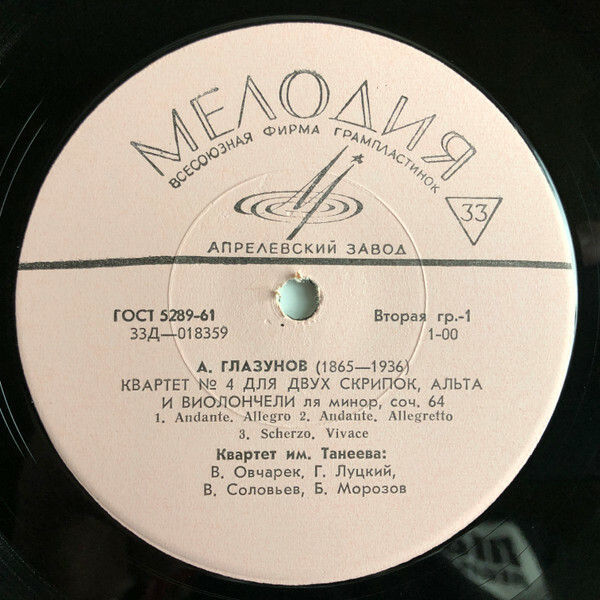 МЕЛОДИЯ
ВСЕСОЮЗНАЯ ФИРМА ГРАМПЛАСТИНОК
33
АПРЕЛЕВСКИЙ ЗАВОД
ГОСТ 5289-61
Вторая гр.-1
33Д—018359
1-00
А. ГЛАЗУНОВ (1865—1936)
КВАРТЕТ № 4 ДЛЯ ДВУХ СКРИПОК, АЛЬТА
И ВИОЛОНЧЕЛИ ля минор, соч. 64
1. Andante. Allegro 2. Andante. Allegretto
3. Scherzo. Vivace
Квартет им. Танеева:
В. Овчарек, Г. Луцкий,
В. Соловьев, Б. Морозов